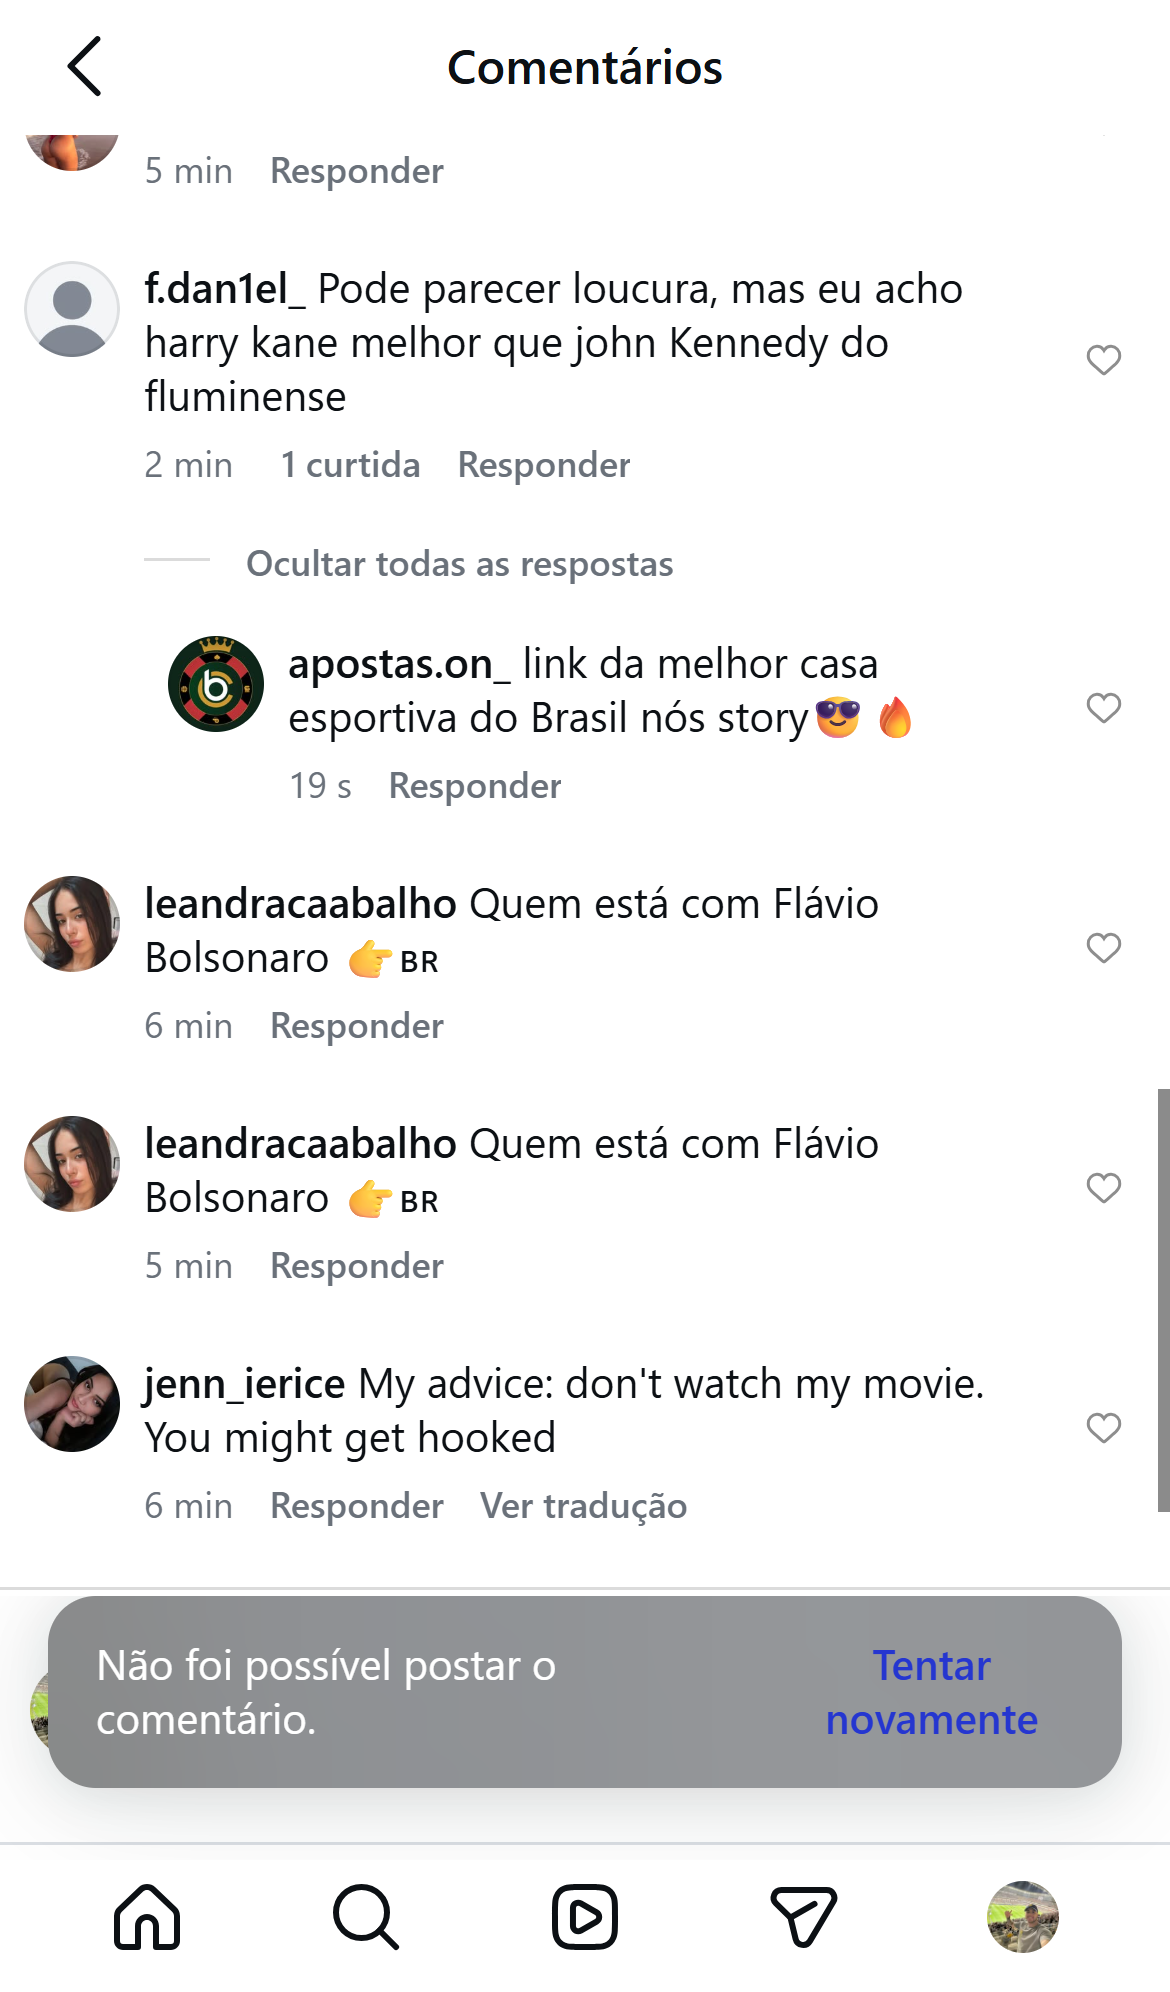 Comentários
5 min Responder
f.dan1el_ Pode parecer loucura, mas eu acho
harry kane melhor que john Kennedy do
fluminense
2 min 1 curtida Responder
Ocultar todas as respostas
apostas.on_ link da melhor casa
esportiva do Brasil nós story😎 🔥
19 s Responder
leandracaabalho Quem está com Flávio
Bolsonaro 👉🇧🇷
6 min Responder
leandracaabalho Quem está com Flávio
Bolsonaro 👉🇧🇷
5 min Responder
jenn_ierice My advice: don't watch my movie.
You might get hooked
6 min Responder Ver tradução
Não foi possível postar o
comentário.
Tentar
novamente